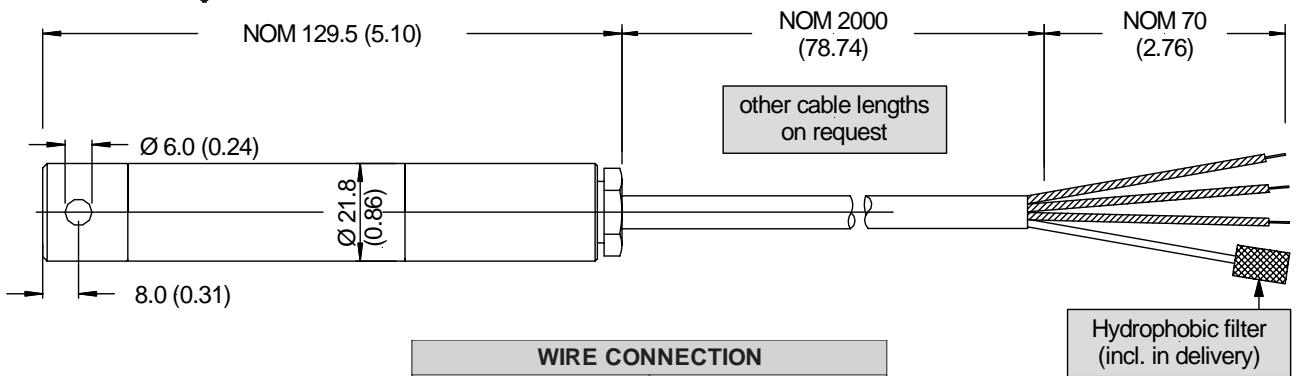 NOM 129.5 (5.10)
NOM 2000
(78.74)
NOM 70
(2.76)
other cable lengths
on request
Ø 6.0 (0.24)
Ø 21.8
(0.86)
8.0 (0.31)
Hydrophobic filter
(incl. in delivery)
WIRE CONNECTION